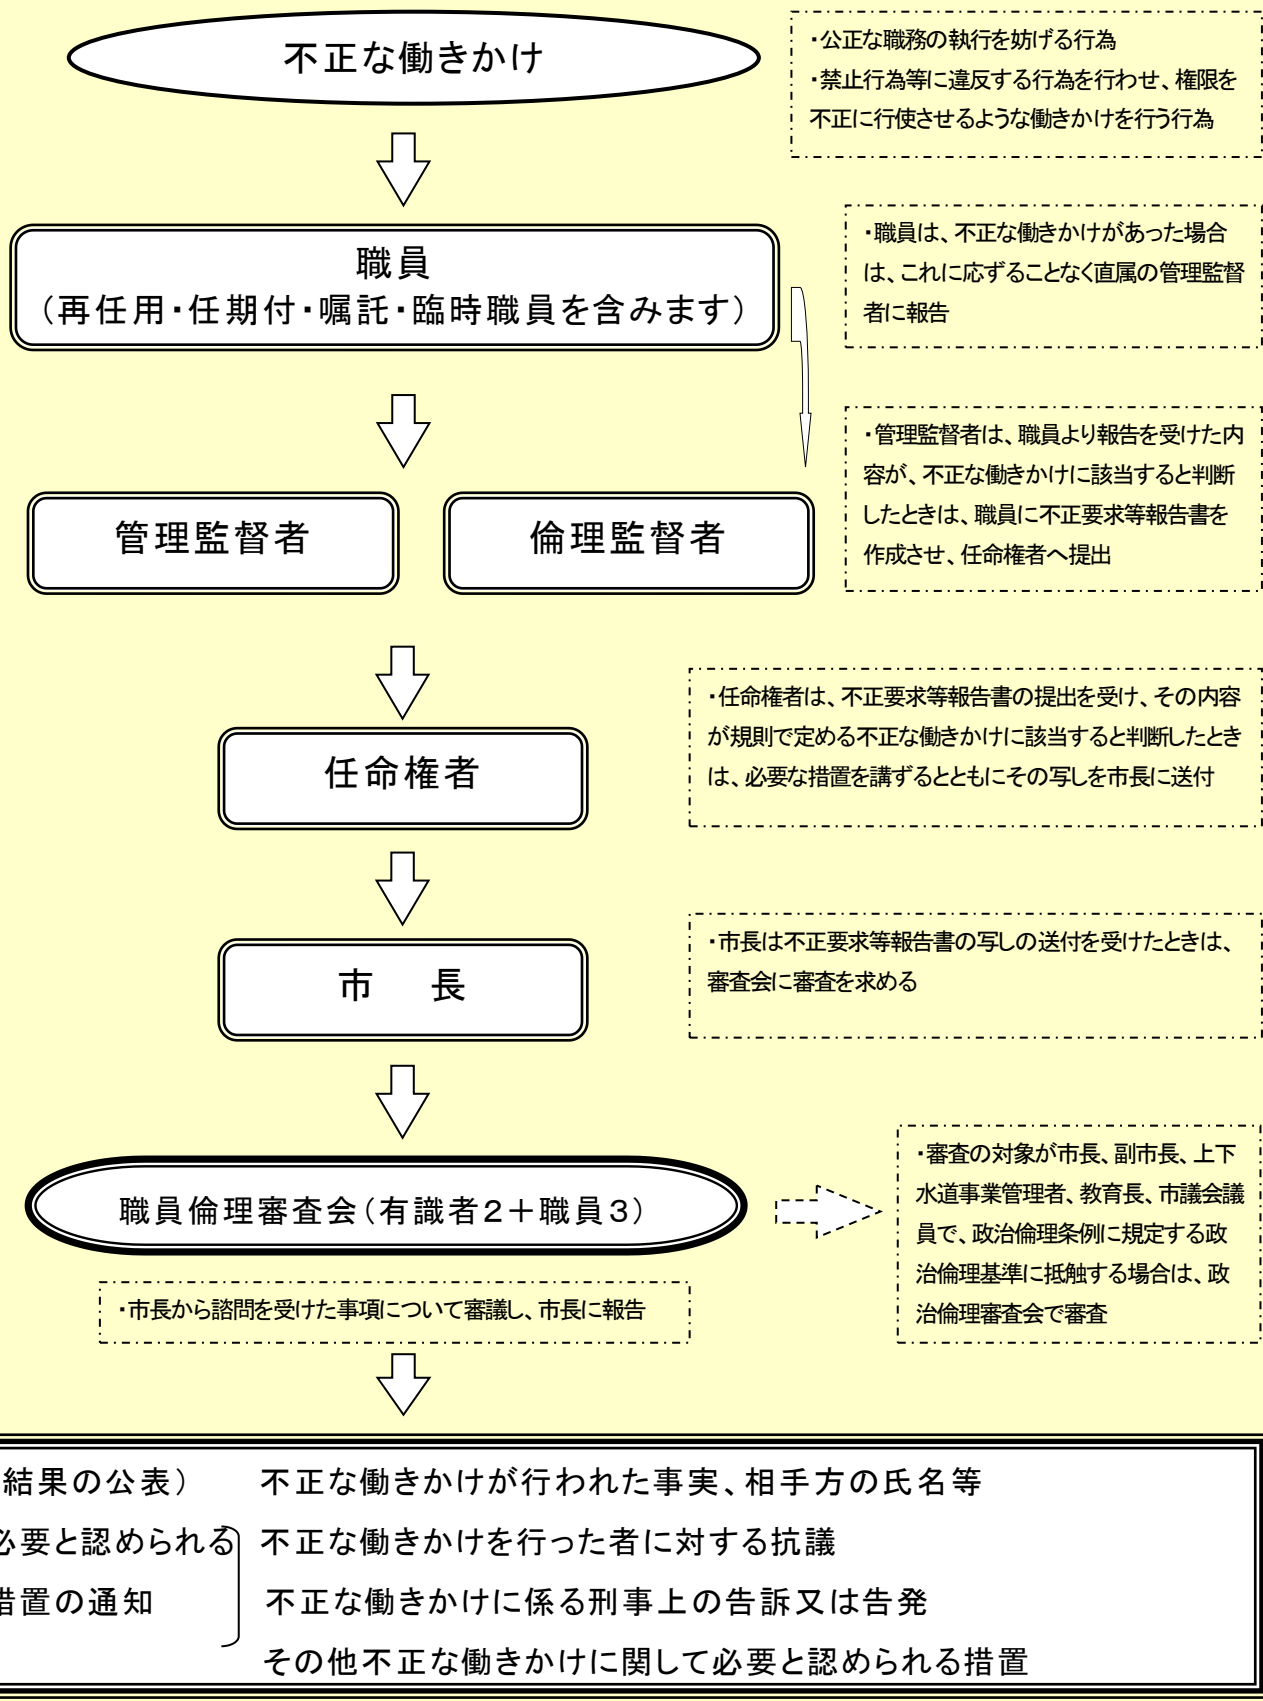 不正な働きかけ
・公正な職務の執行を妨げる行為
・禁止行為等に違反する行為を行わせ、権限を
不正に行使させるような働きかけを行う行為
職員
（再任用・任期付・嘱託・臨時職員を含みます）
・職員は、不正な働きかけがあった場合
は、これに応ずることなく直属の管理監督
者に報告
管理監督者
倫理監督者
・管理監督者は、職員より報告を受けた内
容が、不正な働きかけに該当すると判断
したときは、職員に不正要求等報告書を
作成させ、任命権者へ提出
任命権者
・任命権者は、不正要求等報告書の提出を受け、その内容
が規則で定める不正な働きかけに該当すると判断したとき
は、必要な措置を講ずるとともにその写しを市長に送付
市　長
・市長は不正要求等報告書の写しの送付を受けたときは、
審査会に審査を求める
職員倫理審査会（有識者２＋職員３）
・審査の対象が市長、副市長、上下
水道事業管理者、教育長、市議会議
員で、政治倫理条例に規定する政
治倫理基準に抵触する場合は、政
治倫理審査会で審査
・市長から諮問を受けた事項について審議し、市長に報告
結果の公表）　不正な働きかけが行われた事実、相手方の氏名等
必要と認められる　不正な働きかけを行った者に対する抗議
措置の通知　不正な働きかけに係る刑事上の告訴又は告発
その他不正な働きかけに関して必要と認められる措置